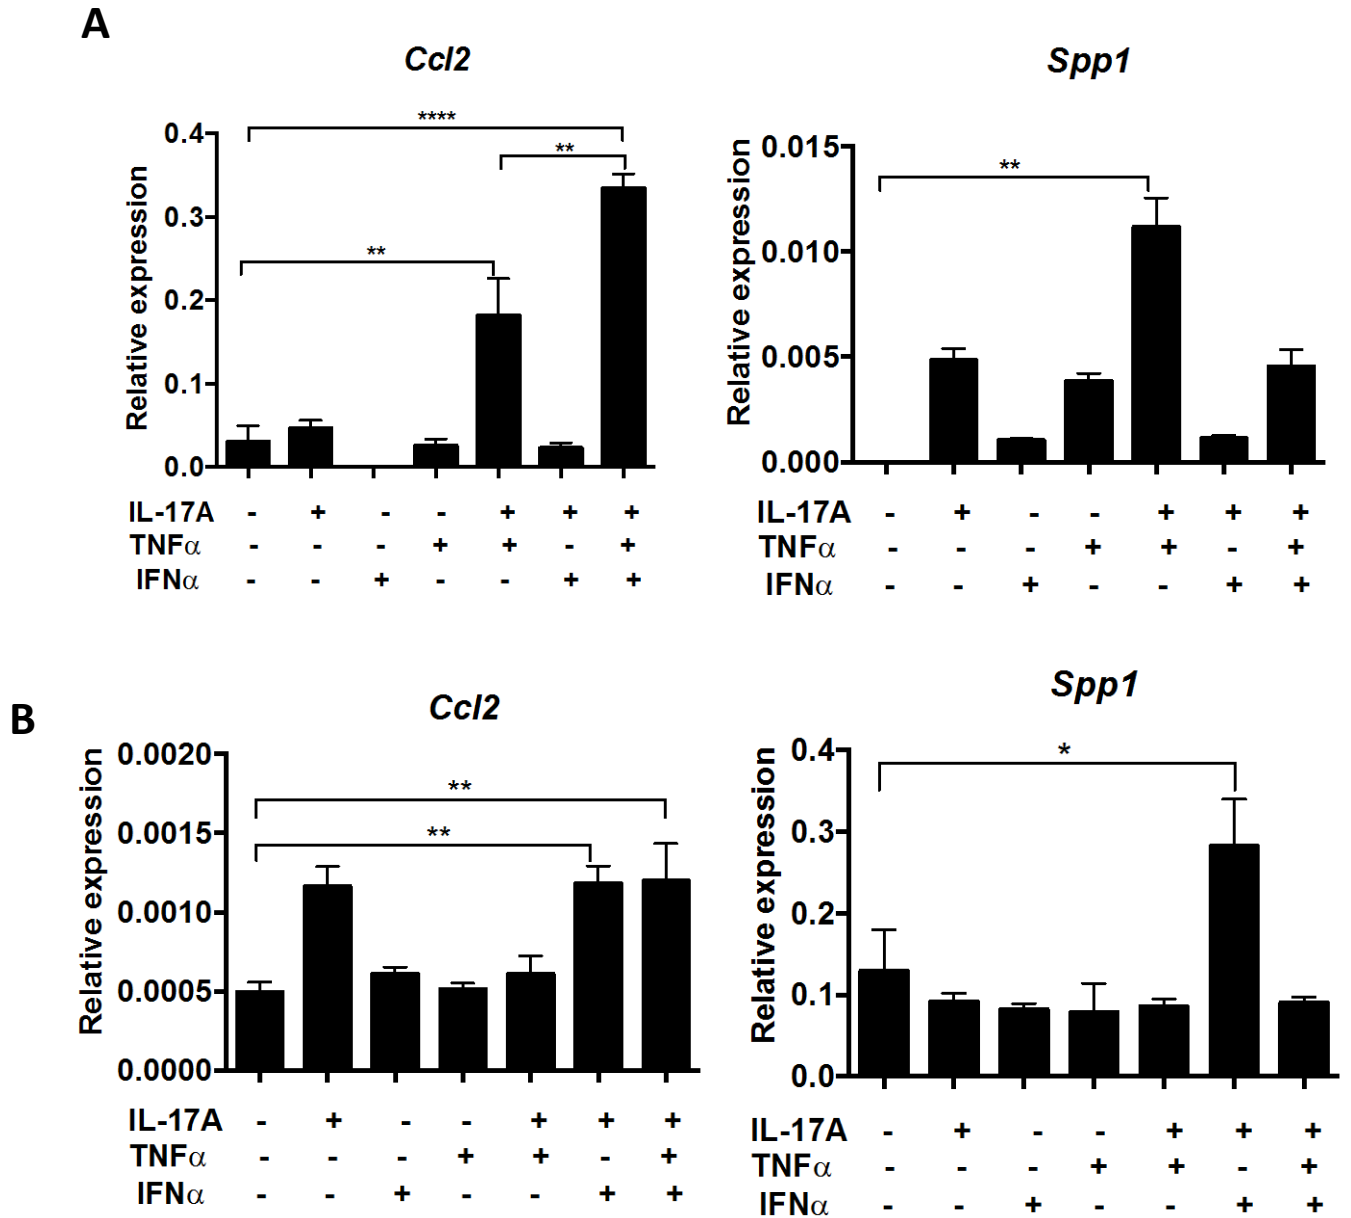 A
Ccl2
Spp1
****
**
**
0.4
0.3
0.2
0.1
0.0
Relative expression
IL-17A - + - - + + +
TNFα - - - + + - +
IFNα - - + - - + +
**
0.015
0.010
0.005
0.000
Relative expression
IL-17A - + - - + + +
TNFα - - - + + - +
IFNα - - + - - + +
B
Ccl2
Spp1
**
**
0.0020
0.0015
0.0010
0.0005
0.0000
Relative expression
IL-17A - + - - + + +
TNFα - - - + + - +
IFNα - - + - - + +
*
0.4
0.3
0.2
0.1
0.0
Relative expression
IL-17A - + - - + + +
TNFα - - - + + - +
IFNα - - + - - + +